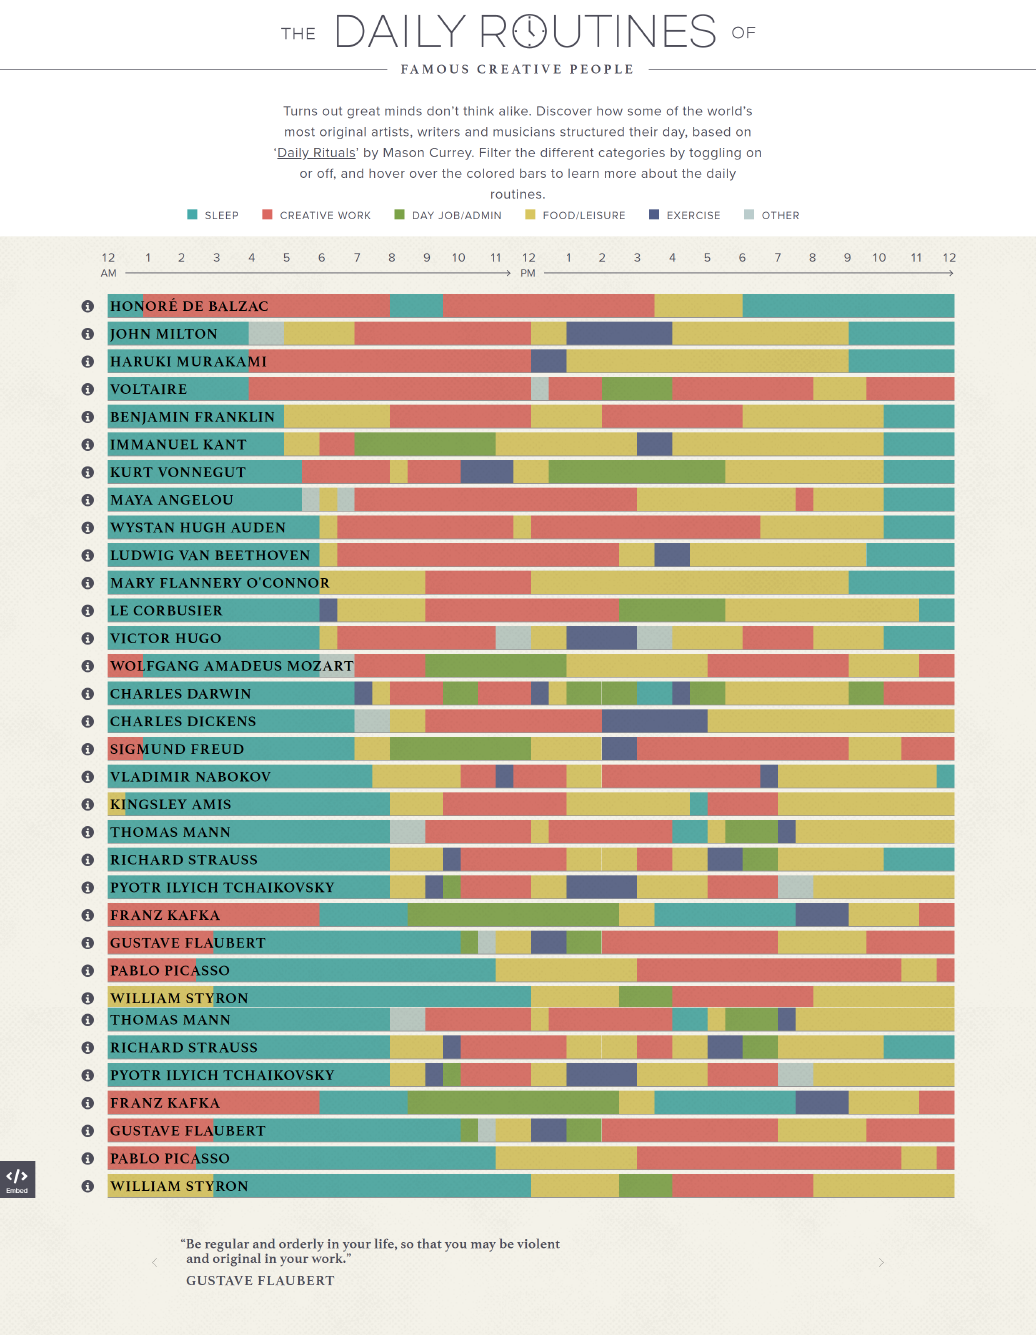 THE DAILY ROUTINES OF
FAMOUS CREATIVE PEOPLE
Turns out great minds don't think alike. Discover how some of the world's
most original artists, writers and musicians structured their day, based on
'Daily Rituals' by Mason Currey. Filter the different categories by toggling on
or off, and hover over the colored bars to learn more about the daily
routines.
SLEEP CREATIVE WORK DAY JOB/ADMIN FOOD/LEISURE EXERCISE OTHER
12 1 2 3 4 5 6 7 8 9 10 11 12 1 2 3 4 5 6 7 8 9 10 11 12
AM PM
HONORÉ DE BALZAC
JOHN MILTON
HARUKI MURAKAMI
VOLTAIRE
BENJAMIN FRANKLIN
IMMANUEL KANT
KURT VONNEGUT
MAYA ANGELOU
WYSTAN HUGH AUDEN
LUDWIG VAN BEETHOVEN
MARY FLANNERY O'CONNOR
LE CORBUSIER
VICTOR HUGO
WOLFGANG AMADEUS MOZART
CHARLES DARWIN
CHARLES DICKENS
SIGMUND FREUD
VLADIMIR NABOKOV
KINGSLEY AMIS
THOMAS MANN
RICHARD STRAUSS
PYOTR ILYICH TCHAIKOVSKY
FRANZ KAFKA
GUSTAVE FLAUBERT
PABLO PICASSO
WILLIAM STYRON
THOMAS MANN
RICHARD STRAUSS
PYOTR ILYICH TCHAIKOVSKY
FRANZ KAFKA
GUSTAVE FLAUBERT
PABLO PICASSO
</> 
Embed
WILLIAM STYRON
"Be regular and orderly in your life, so that you may be violent
and original in your work."
GUSTAVE FLAUBERT